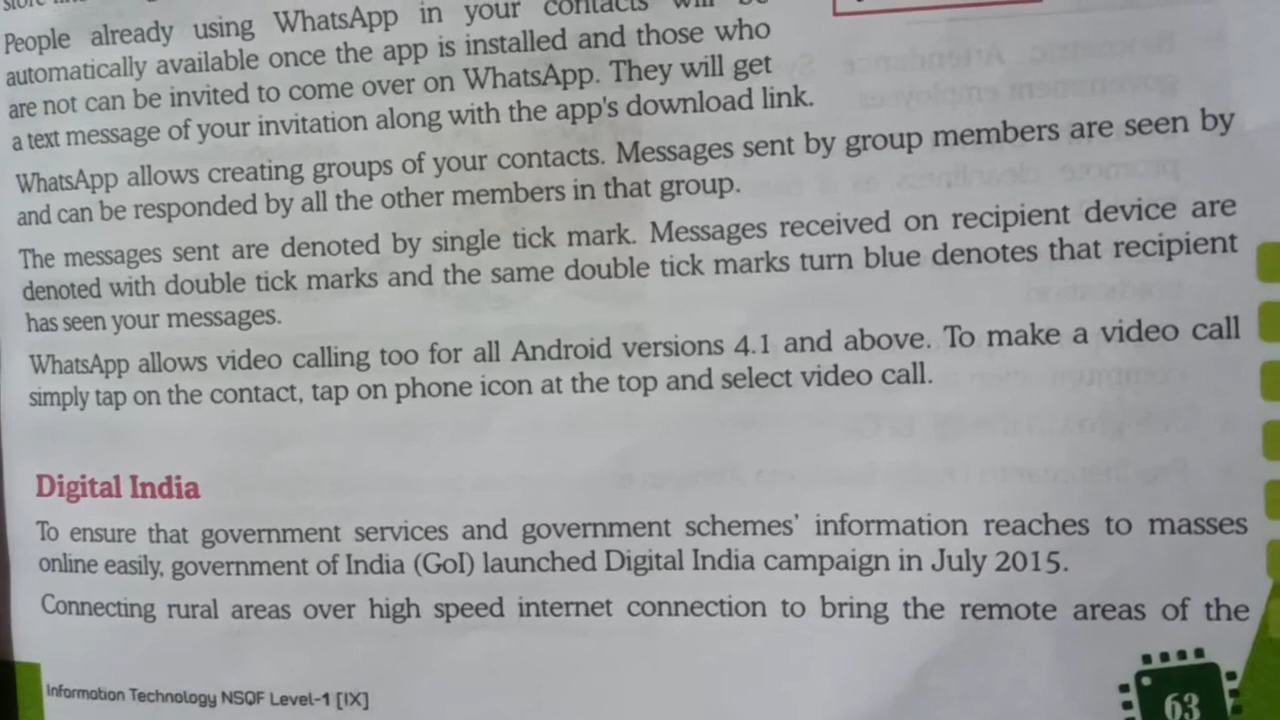 People already using WhatsApp in your contacts will be
automatically available once the app is installed and those who
are not can be invited to come over on WhatsApp. They will get
a text message of your invitation along with the app's download link.
WhatsApp allows creating groups of your contacts. Messages sent by group members are seen by
and can be responded by all the other members in that group.
The messages sent are denoted by single tick mark. Messages received on recipient device are
denoted with double tick marks and the same double tick marks turn blue denotes that recipient
has seen your messages.
WhatsApp allows video calling too for all Android versions 4.1 and above. To make a video call
simply tap on the contact, tap on phone icon at the top and select video call.
Digital India
To ensure that government services and government schemes' information reaches to masses
online easily, government of India (GoI) launched Digital India campaign in July 2015.
Connecting rural areas over high speed internet connection to bring the remote areas of the
Information Technology NSQF Level-1 [IX]
63